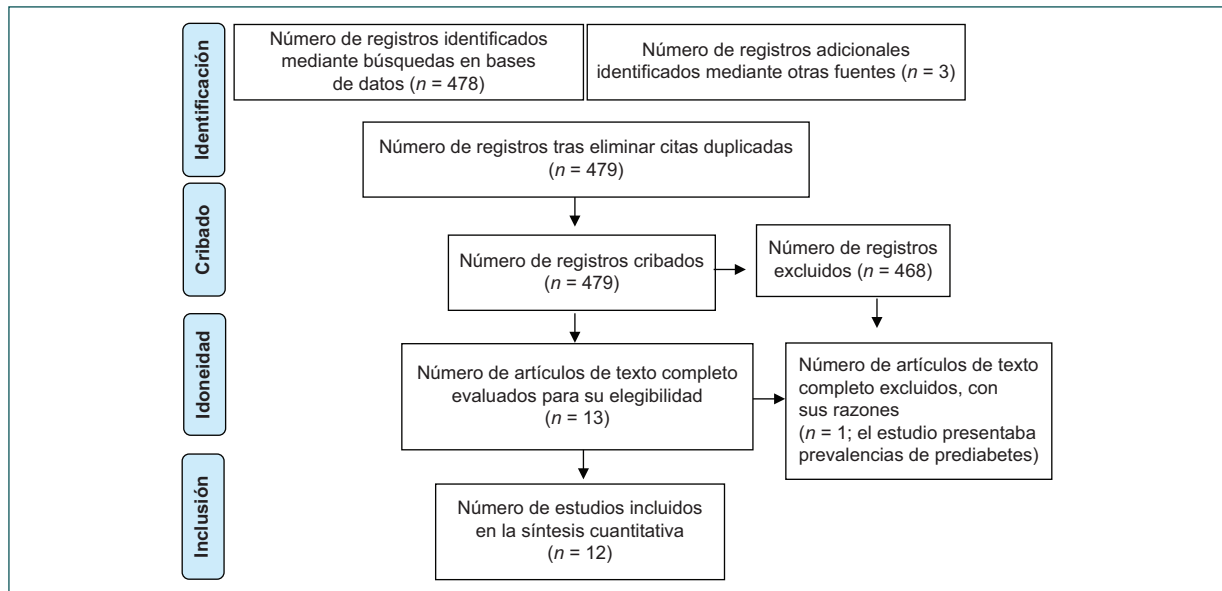 Identificación
Número de registros identificados
mediante búsquedas en bases
de datos (n = 478)
Número de registros adicionales
identificados mediante otras fuentes (n = 3)
Número de registros tras eliminar citas duplicadas
(n = 479)
Cribado
Número de registros cribados
(n = 479)
Número de registros
excluidos (n = 468)
Idoneidad
Número de artículos de texto completo
evaluados para su elegibilidad
(n = 13)
Número de artículos de texto
completo excluidos, con
sus razones
(n = 1; el estudio presentaba
prevalencias de prediabetes)
Inclusión
Número de estudios incluidos
en la síntesis cuantitativa
(n = 12)